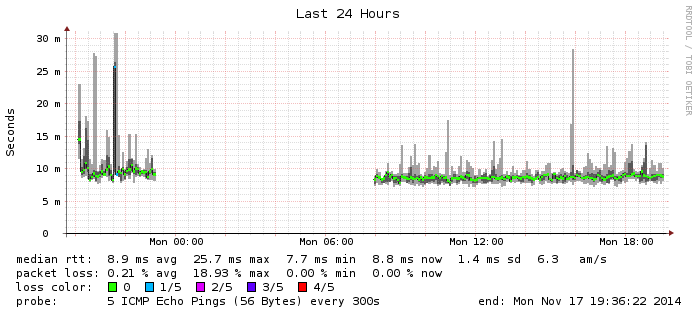 Last 24 Hours
RRDTOOL / TOBI OETIKER
Seconds
30 m
25 m
20 m
15 m
10 m
5 m
0
Mon 00:00 Mon 06:00 Mon 12:00 Mon 18:00
median rtt: 8.9 ms avg 25.7 ms max 7.7 ms min 8.8 ms now 1.4 ms sd 6.3 am/s
packet loss: 0.21 % avg 18.93 % max 0.00 % min 0.00 % now
loss color: 0 1/5 2/5 3/5 4/5
probe: 5 ICMP Echo Pings (56 Bytes) every 300s end: Mon Nov 17 19:36:22 2014